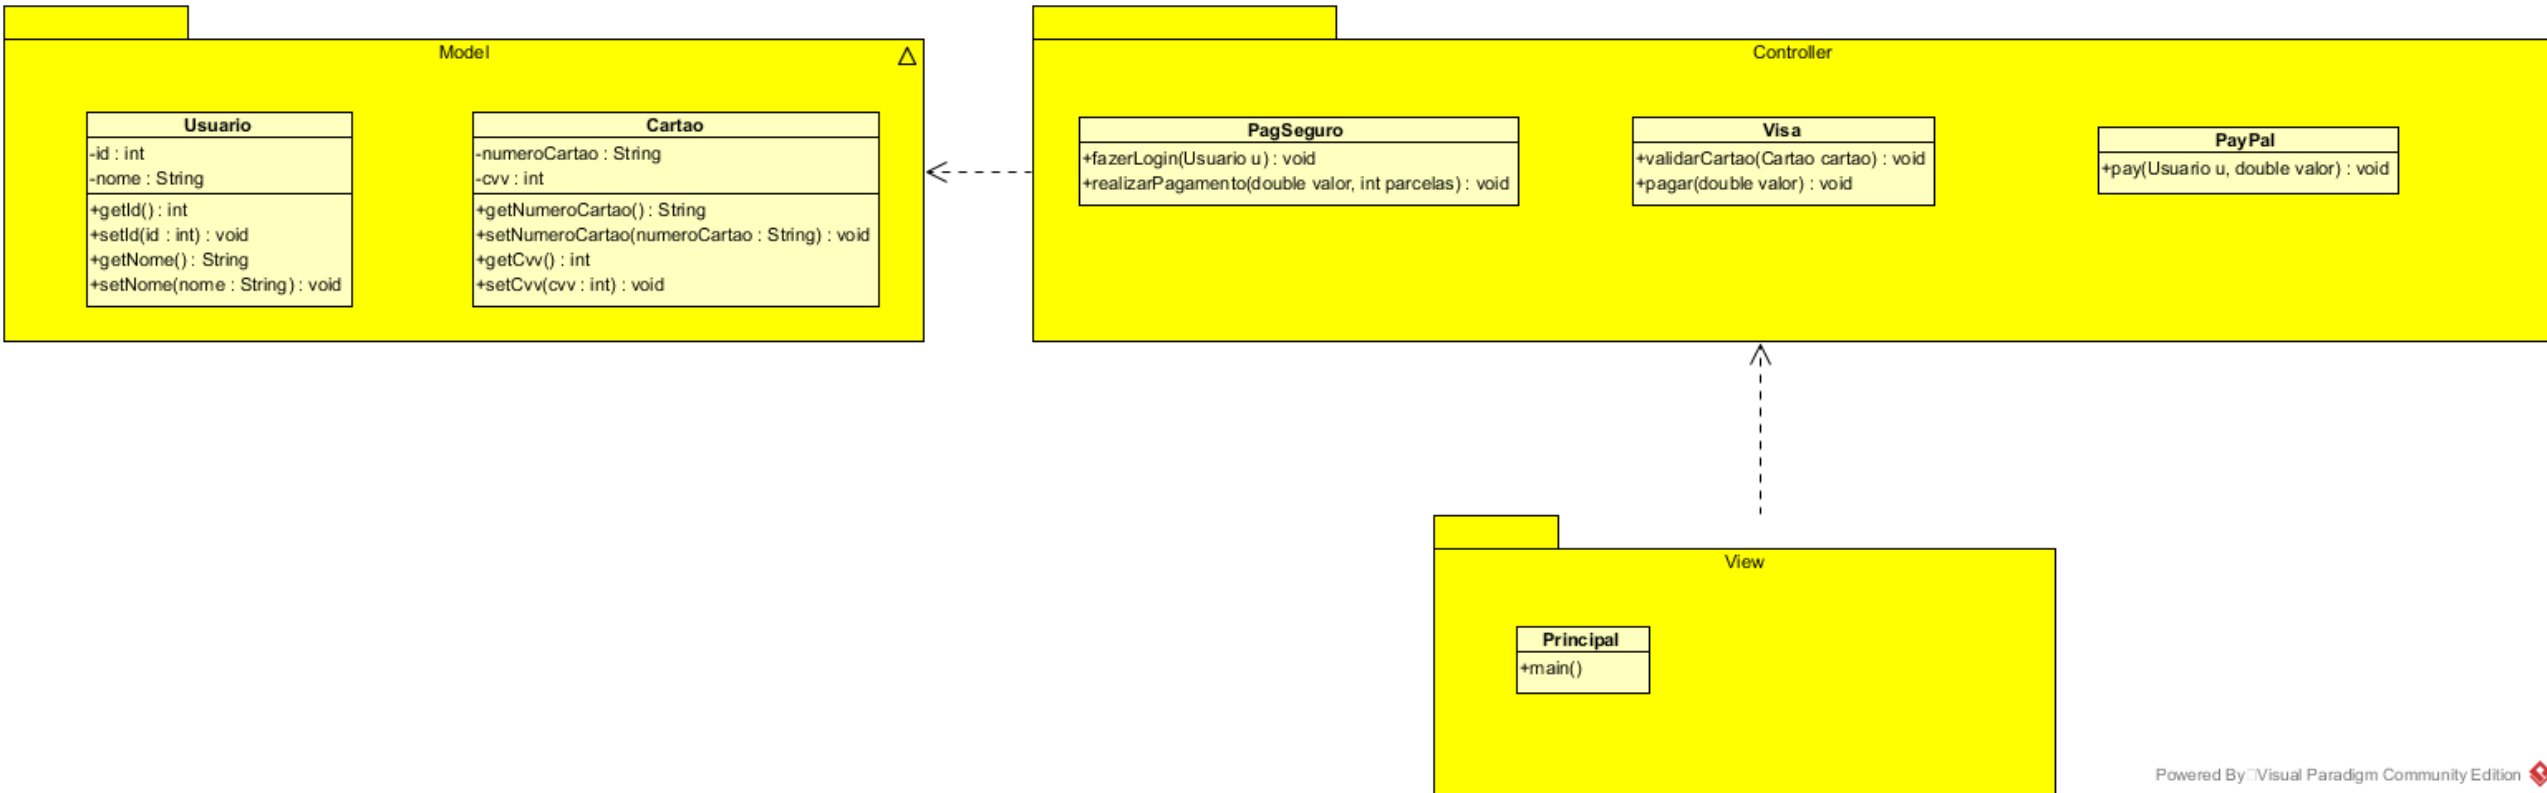 Model
Usuario
-id : int
-nome : String
+getId() : int
+setId(id : int) : void
+getNome() : String
+setNome(nome : String) : void
Cartao
-numeroCartao : String
-cvv : int
+getNumeroCartao() : String
+setNumeroCartao(numeroCartao : String) : void
+getCvv() : int
+setCvv(cvv : int) : void
Controller
PagSeguro
+fazerLogin(Usuario u) : void
+realizarPagamento(double valor, int parcelas) : void
Visa
+validarCartao(Cartao cartao) : void
+pagar(double valor) : void
PayPal
+pay(Usuario u, double valor) : void
View
Principal
+main()
Powered By Visual Paradigm Community Edition